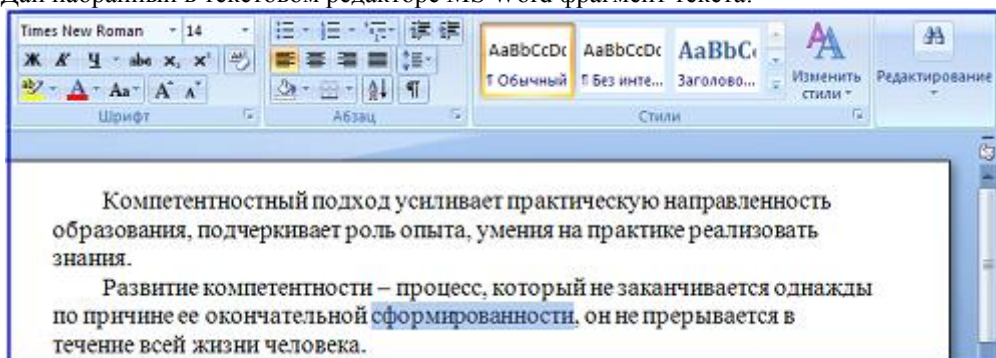 Дан набранный в текстовом редакторе MS Word фрагмент текста:
Times New Roman 14
Ж К Ч abc x, x²
Aa A A
Шрифт
Абзац
AaBbCcDc AaBbCcDc AaBbC
¶ Обычный ¶ Без инте... Заголово...
Стили
Изменить
стили
Редактирование
Компетентностный подход усиливает практическую направленность
образования, подчеркивает роль опыта, умения на практике реализовать
знания.
Развитие компетентности – процесс, который не заканчивается однажды
по причине ее окончательной сформированности, он не прерывается в
течение всей жизни человека.